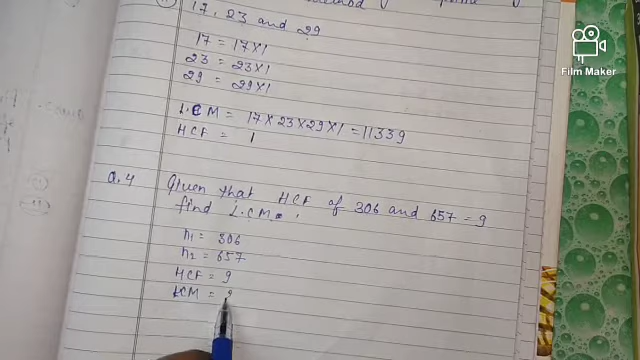 17, 23 and 29
17 = 17×1
23 = 23×1
29 = 29×1
L.CM = 17×23×29×1 = 11339
HCF = 1
Q.4 Given that HCF of 306 and 657 = 9
find L.CM.
n1 = 306
n2 = 657
HCF = 9
LCM = ?
Film Maker